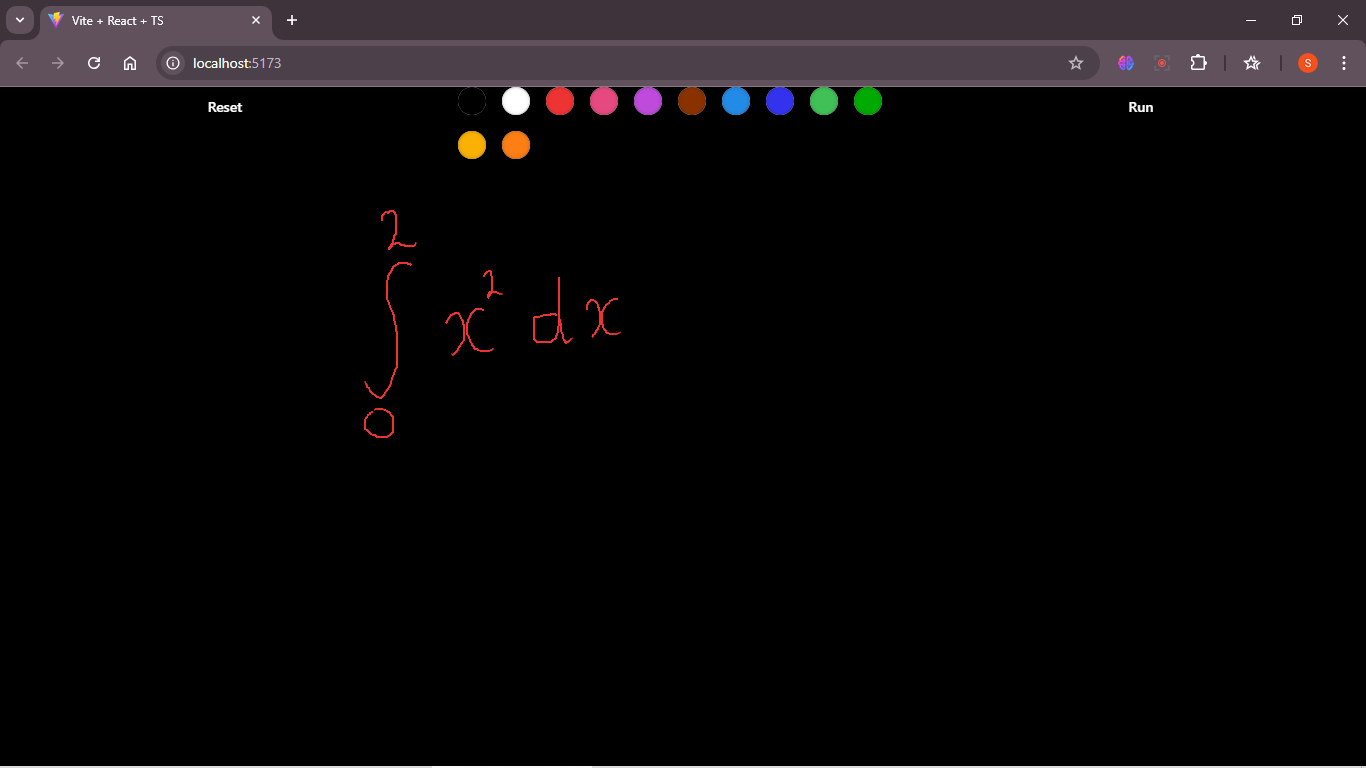 Vite + React + TS
localhost:5173
S
Reset
Run
2
∫ x² dx
0